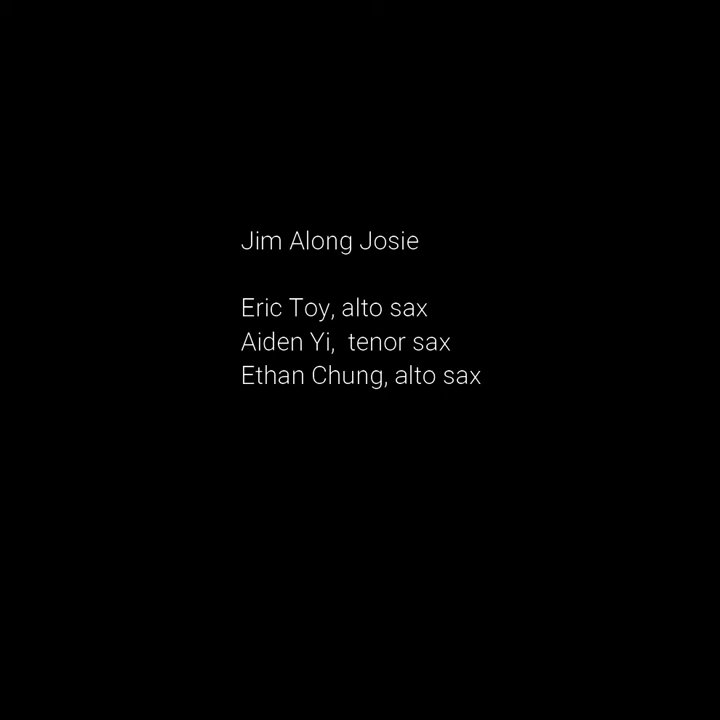 Jim Along Josie
Eric Toy, alto sax
Aiden Yi,  tenor sax
Ethan Chung, alto sax